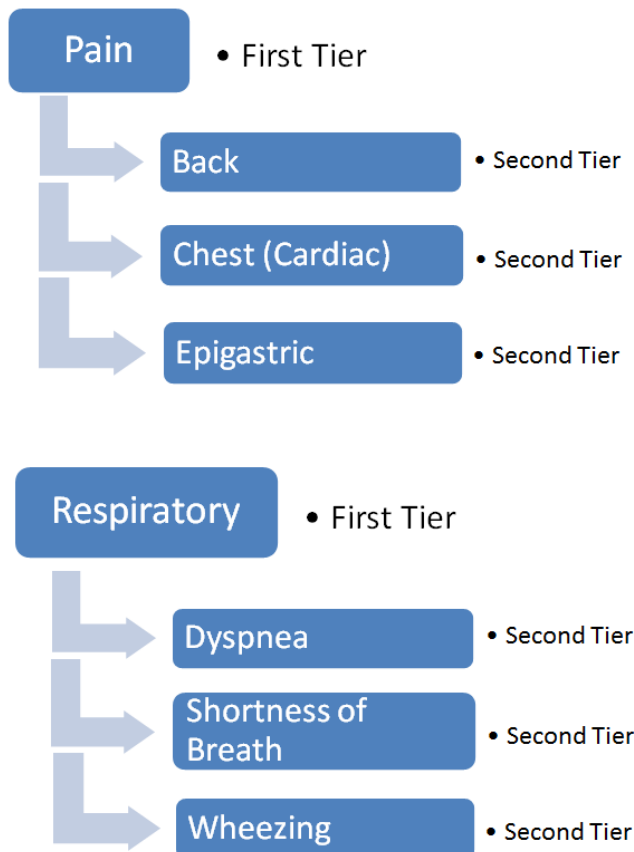 Pain
• First Tier
Back
• Second Tier
Chest (Cardiac)
• Second Tier
Epigastric
• Second Tier
Respiratory
• First Tier
Dyspnea
• Second Tier
Shortness of
Breath
• Second Tier
Wheezing
• Second Tier